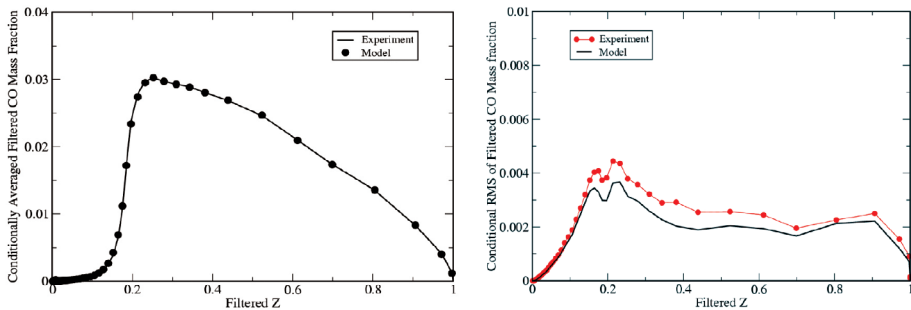 0.04
0.03
0.02
0.01
0
0
0.2
0.4
0.6
0.8
1
Filtered Z
Conditionally Averaged Filtered CO Mass Fraction
Experiment
Model
0.01
0.008
0.006
0.004
0.002
0.000
0.0
0.2
0.4
0.6
0.8
1.0
Filtered Z
Conditional RMS of Filtered CO Mass fraction
Experiment
Model